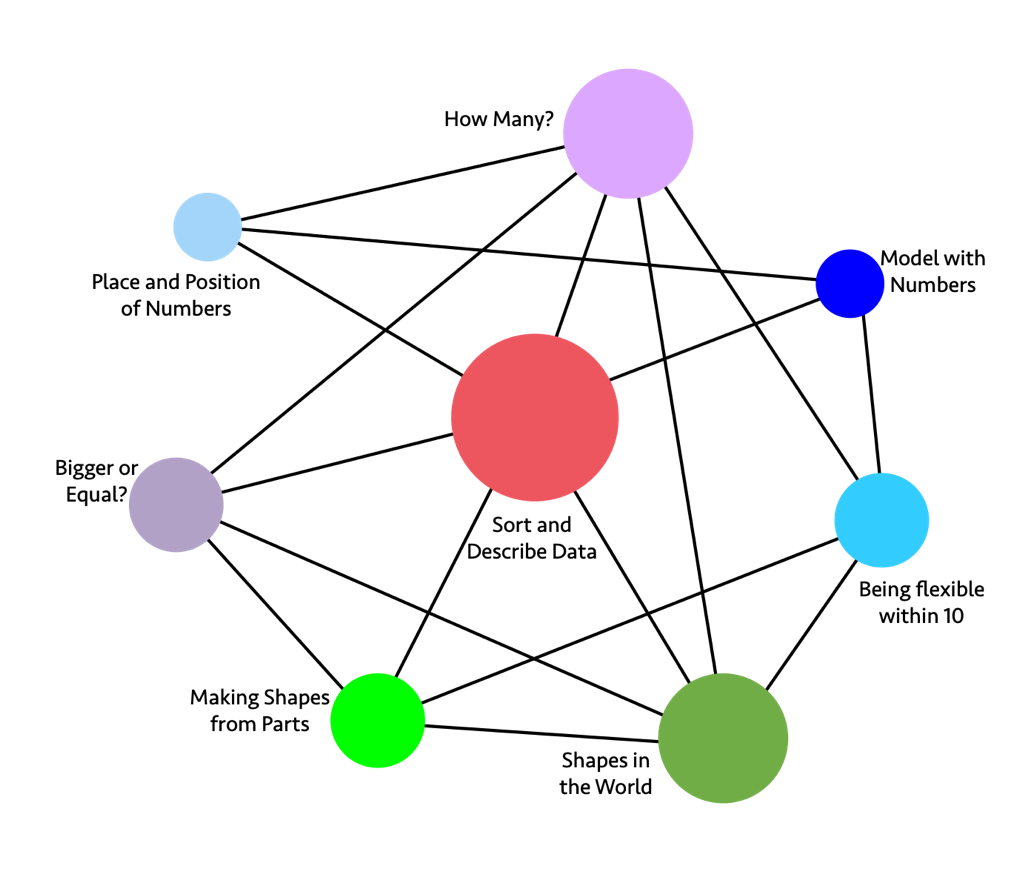 How Many?
Place and Position
of Numbers
Model with
Numbers
Bigger or
Equal?
Sort and
Describe Data
Being flexible
within 10
Making Shapes
from Parts
Shapes in
the World